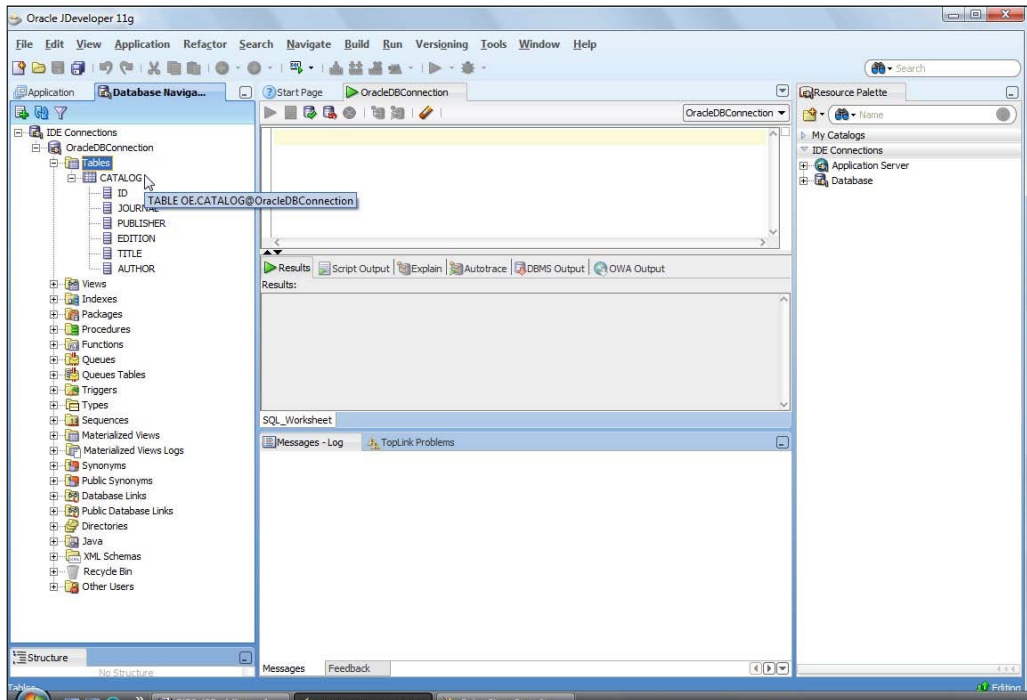 Oracle JDeveloper 11g
File Edit View Application Refactor Search Navigate Build Run Versioning Tools Window Help
Search
Application
Database Naviga...
Start Page
OracleDBConnection
Resource Palette
OracleDBConnection
Name
IDE Connections
OracleDBConnection
Tables
CATALOG
ID
TABLE OE.CATALOG@OracleDBConnection
JOURNAL
PUBLISHER
EDITION
TITLE
AUTHOR
Views
Indexes
Packages
Procedures
Functions
Queues
Queues Tables
Triggers
Types
Sequences
Materialized Views
Materialized Views Logs
Synonyms
Public Synonyms
Database Links
Public Database Links
Directories
Java
XML Schemas
Recycle Bin
Other Users
Structure
No Structure
Results Script Output Explain Autotrace DBMS Output OWA Output
Results:
SQL_Worksheet
Messages - Log TopLink Problems
Messages Feedback
My Catalogs
IDE Connections
Application Server
Database
Tables
Editing